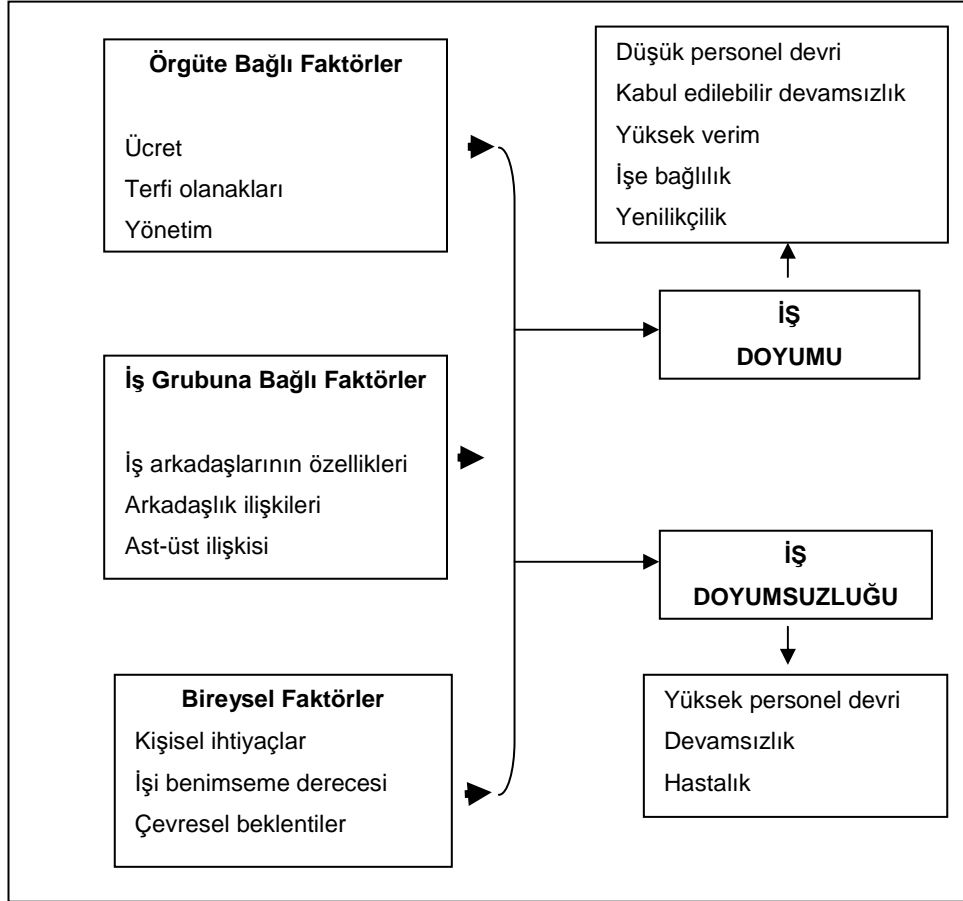 Örgüte Bağlı Faktörler
Ücret
Terfi olanakları
Yönetim
İş Grubuna Bağlı Faktörler
İş arkadaşlarının özellikleri
Arkadaşlık ilişkileri
Ast-üst ilişkisi
Bireysel Faktörler
Kişisel ihtiyaçlar
İşi benimseme derecesi
Çevresel beklentiler
Düşük personel devri
Kabul edilebilir devamsızlık
Yüksek verim
İşe bağlılık
Yenilikçilik
İŞ
DOYUMU
İŞ
DOYUMSUZLUĞU
Yüksek personel devri
Devamsızlık
Hastalık